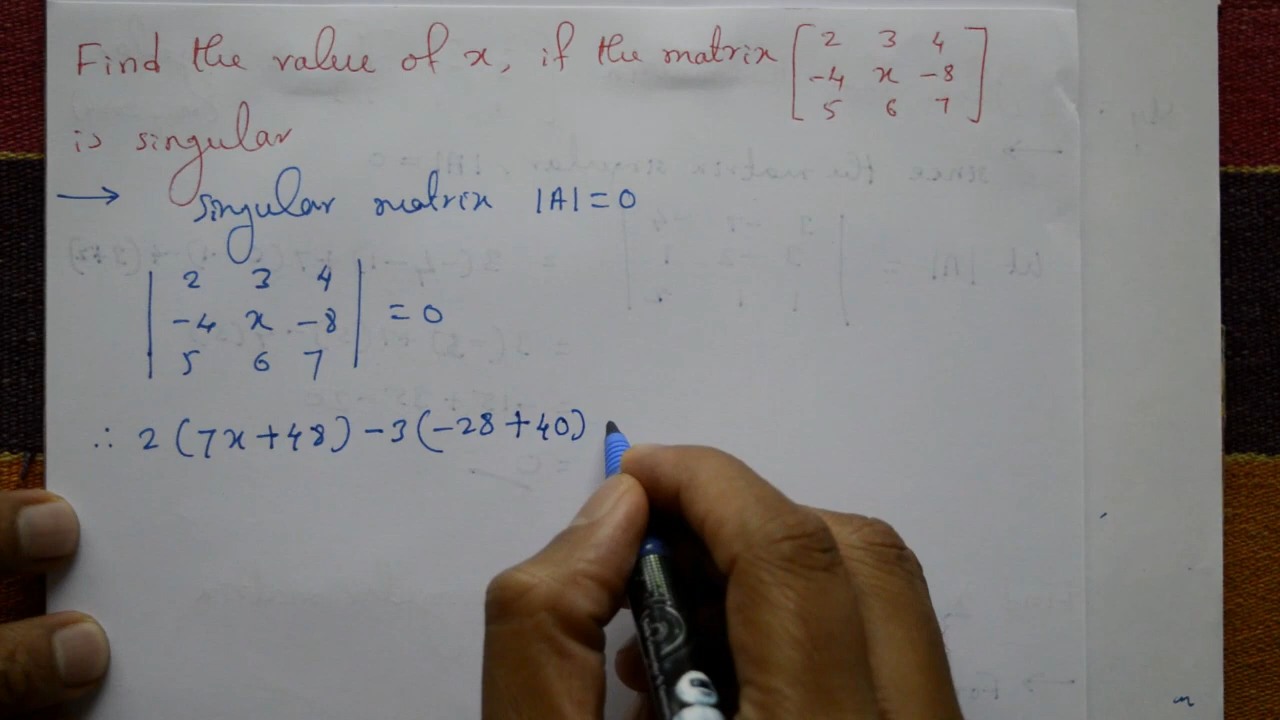 Find the value of x, if the matrix [2 3 4
-4 x -8
5 6 7]
is singular
→ singular matrix |A| = 0
| 2 3 4 |
| -4 x -8 | = 0
| 5 6 7 |
∴ 2 (7x+48) -3 (-28+40)